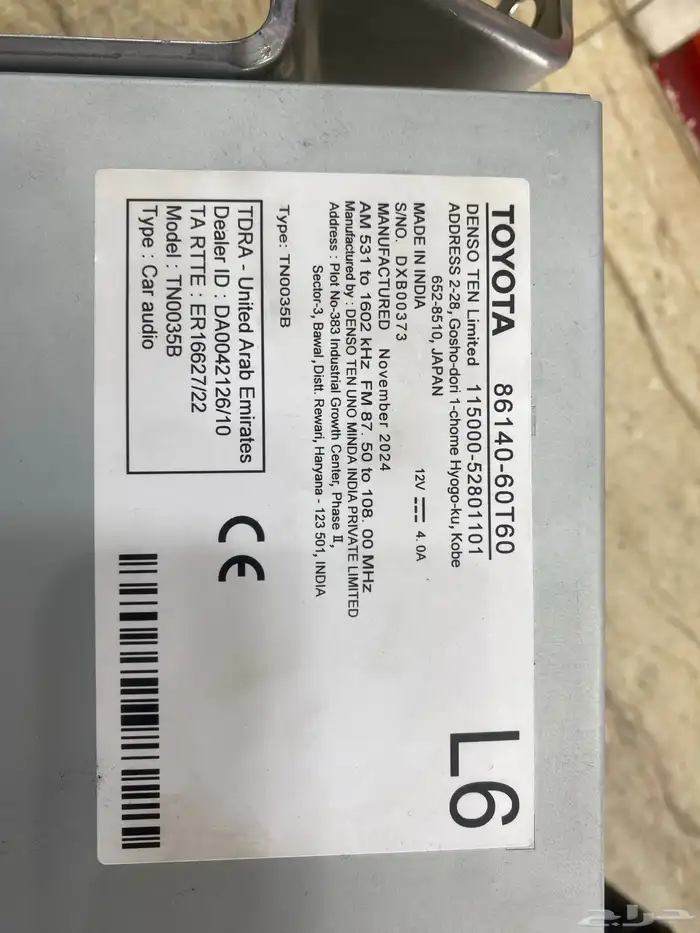 TOYOTA 86140-60T60
DENSO TEN Limited 115000-52801101
ADDRESS 2-28, Gosho-dori 1-chome Hyogo-ku, Kobe
652-8510, JAPAN
MADE IN INDIA 12V 4.0A
S/NO. DXB00373
MANUFACTURED November 2024
AM 531 to 1602 kHz FM 87.50 to 108.00 MHz
Manufactured by : DENSO TEN UNO MINDA INDIA PRIVATE LIMITED
Address : Plot No-383 Industrial Growth Center, Phase II,
Sector-3, Bawal, Distt. Rewari, Haryana - 123 501, INDIA
Type: TN0035B
TDRA - United Arab Emirates
Dealer ID : DA0042126/10
TA RTTE : ER16627/22
Model : TN0035B
Type : Car audio
CE
L6
حراج